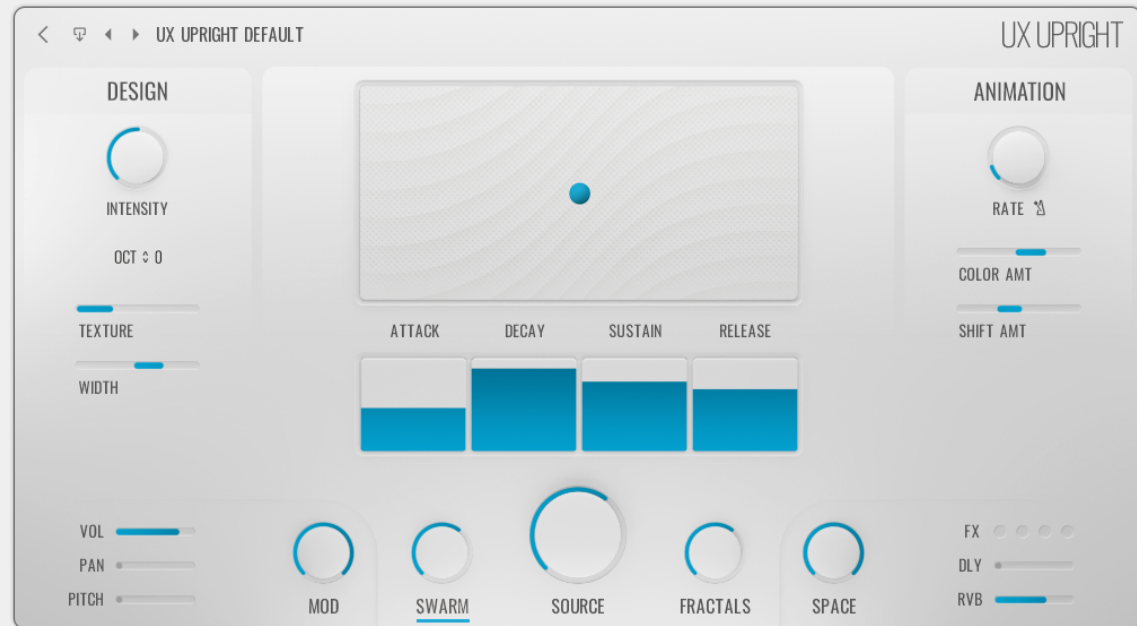 UX UPRIGHT DEFAULT
UX UPRIGHT
DESIGN
INTENSITY
OCT 0
TEXTURE
WIDTH
ATTACK DECAY SUSTAIN RELEASE
ANIMATION
RATE
COLOR AMT
SHIFT AMT
VOL
PAN
PITCH
MOD SWARM SOURCE FRACTALS SPACE
FX
DLY
RVB